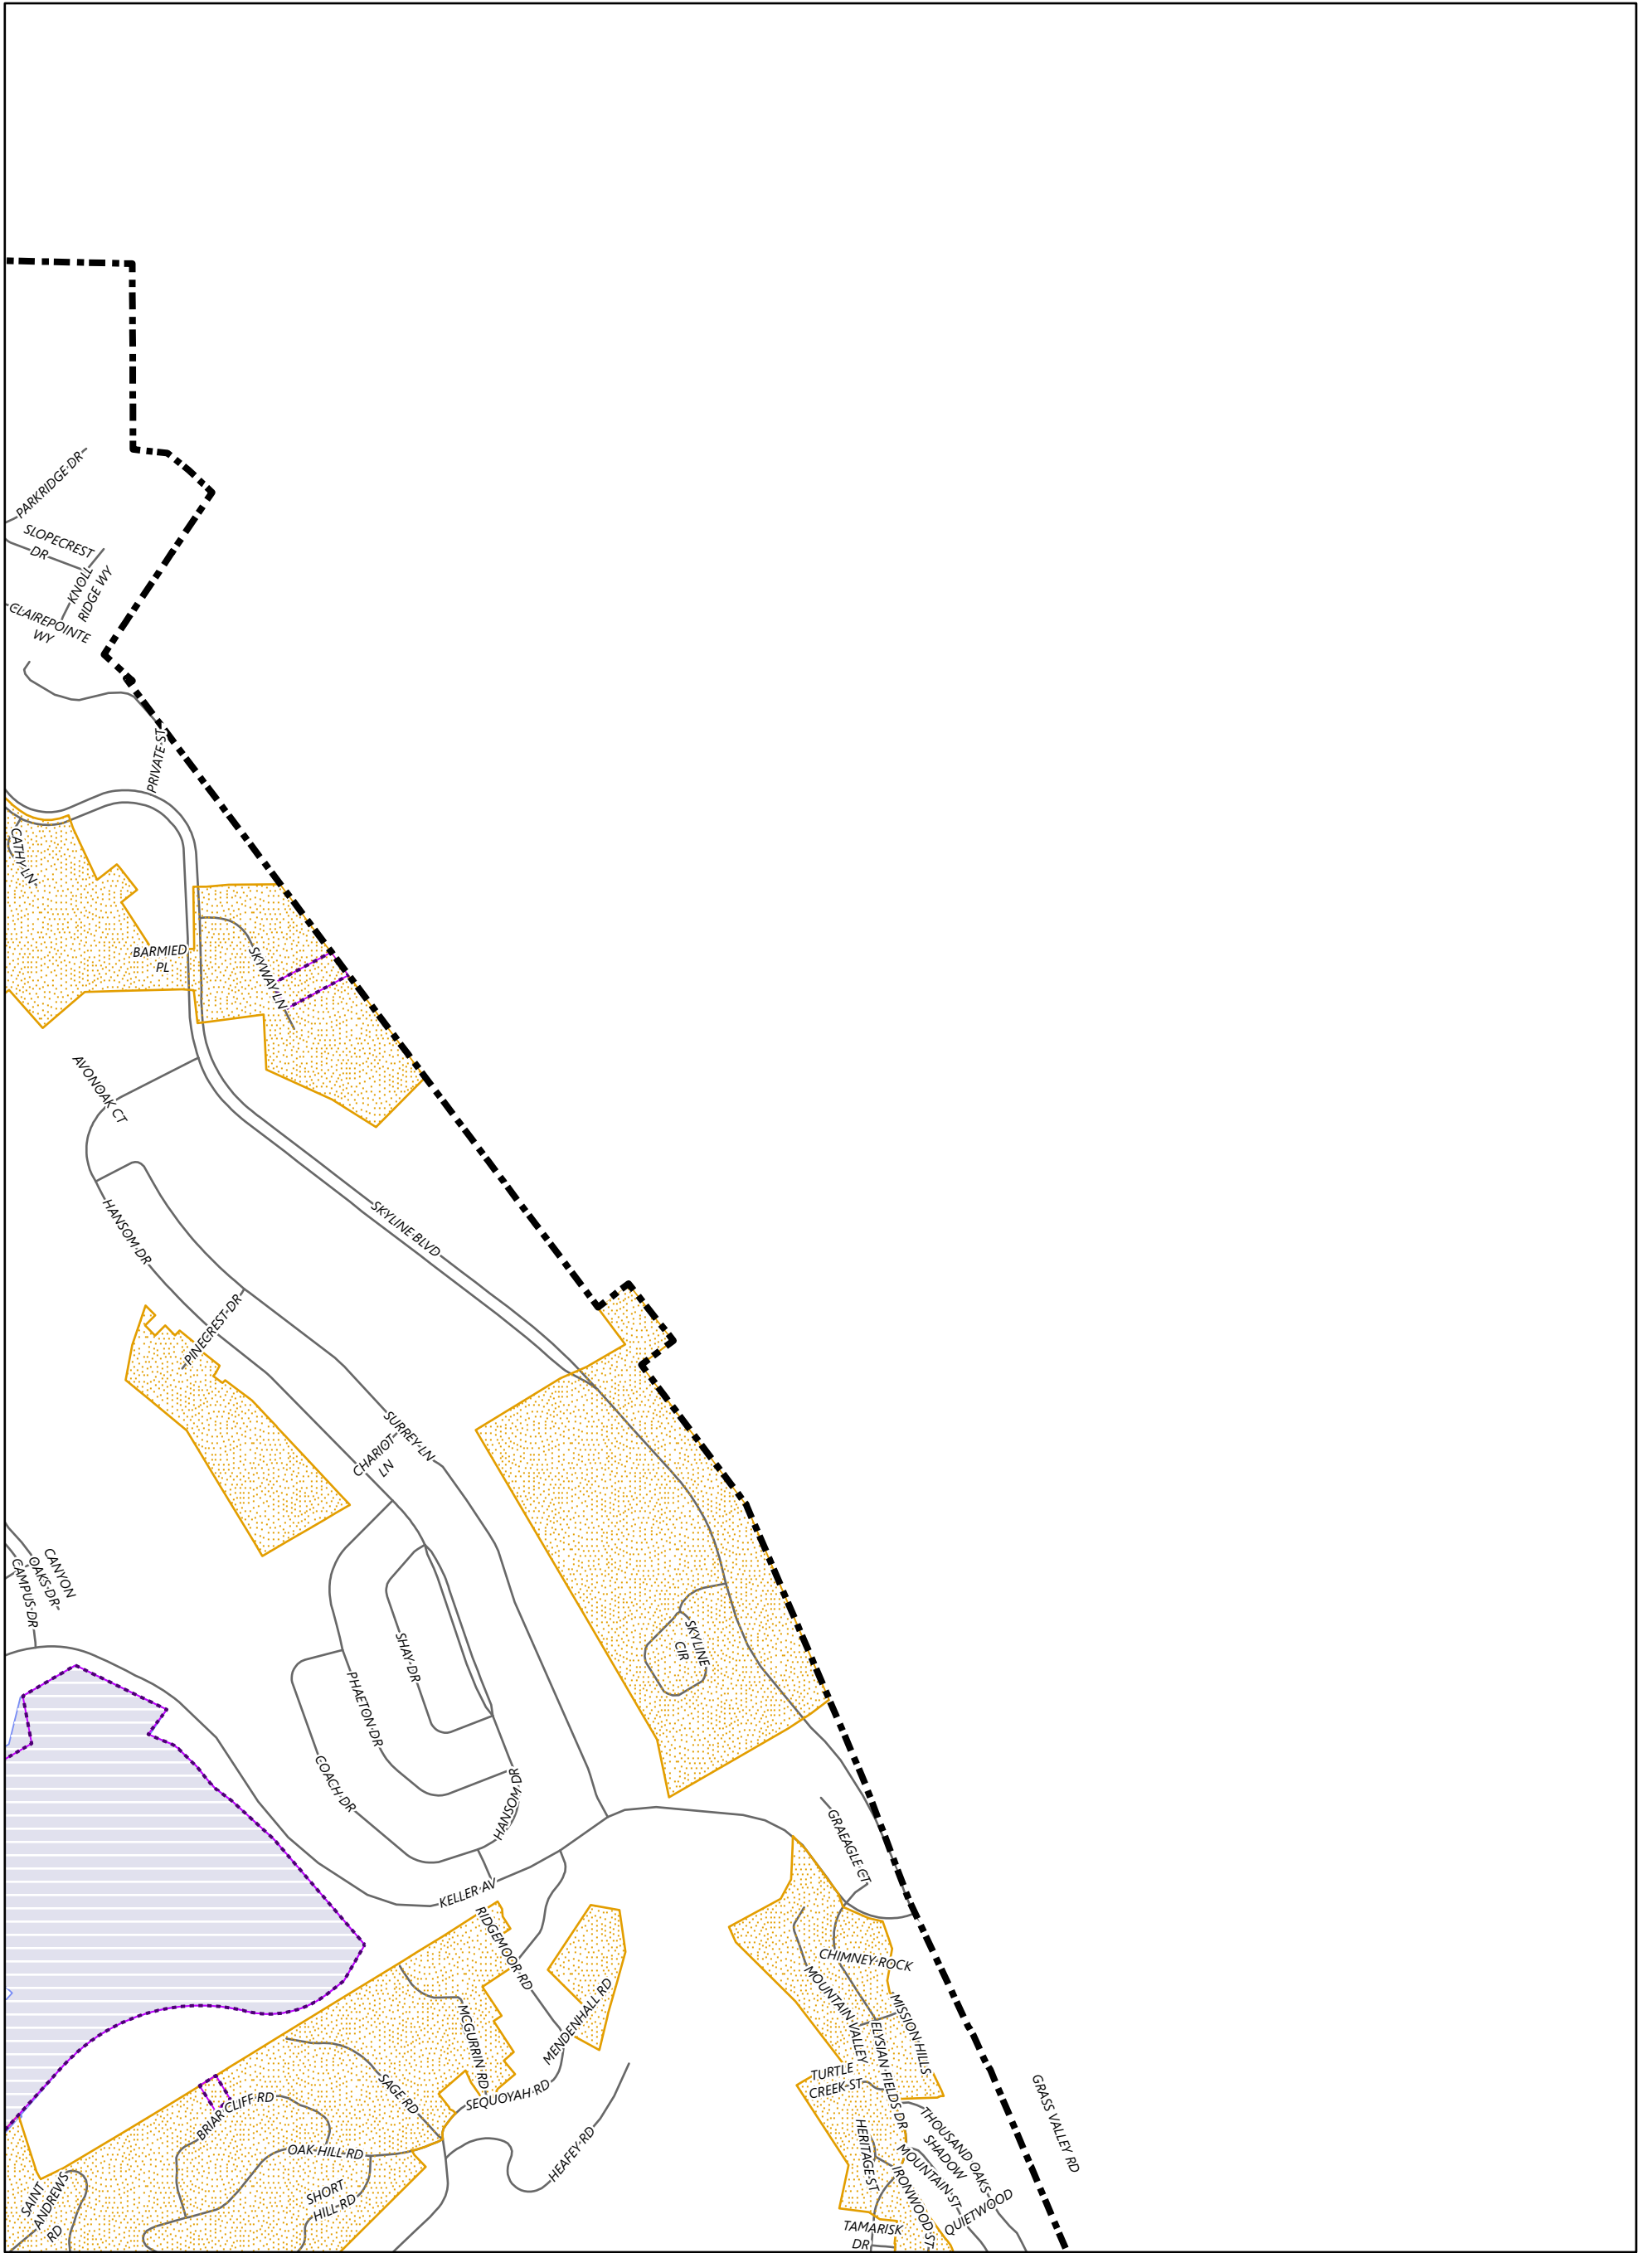 PARKRIDGE DR
SLOPECREST
DR
KNOLL
RIDGE WY
CLAIREPOINTE
WY
PRIVATE ST
CATHY LN
BARMIED
PL
SKYWAY LN
AVONOAK CT
HANSOM DR
SKYLINE BLVD
PINECREST DR
SURREY LN
CHARIOT
LN
CANYON
OAKS DR
CAMPUS DR
SHAY DR
SKYLINE
CIR
PHAETON DR
COACH DR
HANSOM DR
GRAEAGLE CT
KELLER AV
RIDGEMOOR RD
CHIMNEY ROCK
MOUNTAIN VALLEY
MISSION HILLS
MENDENHALL RD
MCGURRIN RD
ELYSIAN FIELDS DR
TURTLE
CREEK ST
SAGE RD
SEQUOYAH RD
BRIAR CLIFF RD
GRASS VALLEY RD
THOUSAND OAKS
SHADOW
MOUNTAIN ST
HERITAGE ST
OAK HILL RD
HEAFEY RD
IRONWOOD ST
QUIETWOOD
SHORT
HILL RD
SAINT
ANDREWS
RD
TAMARISK
DR